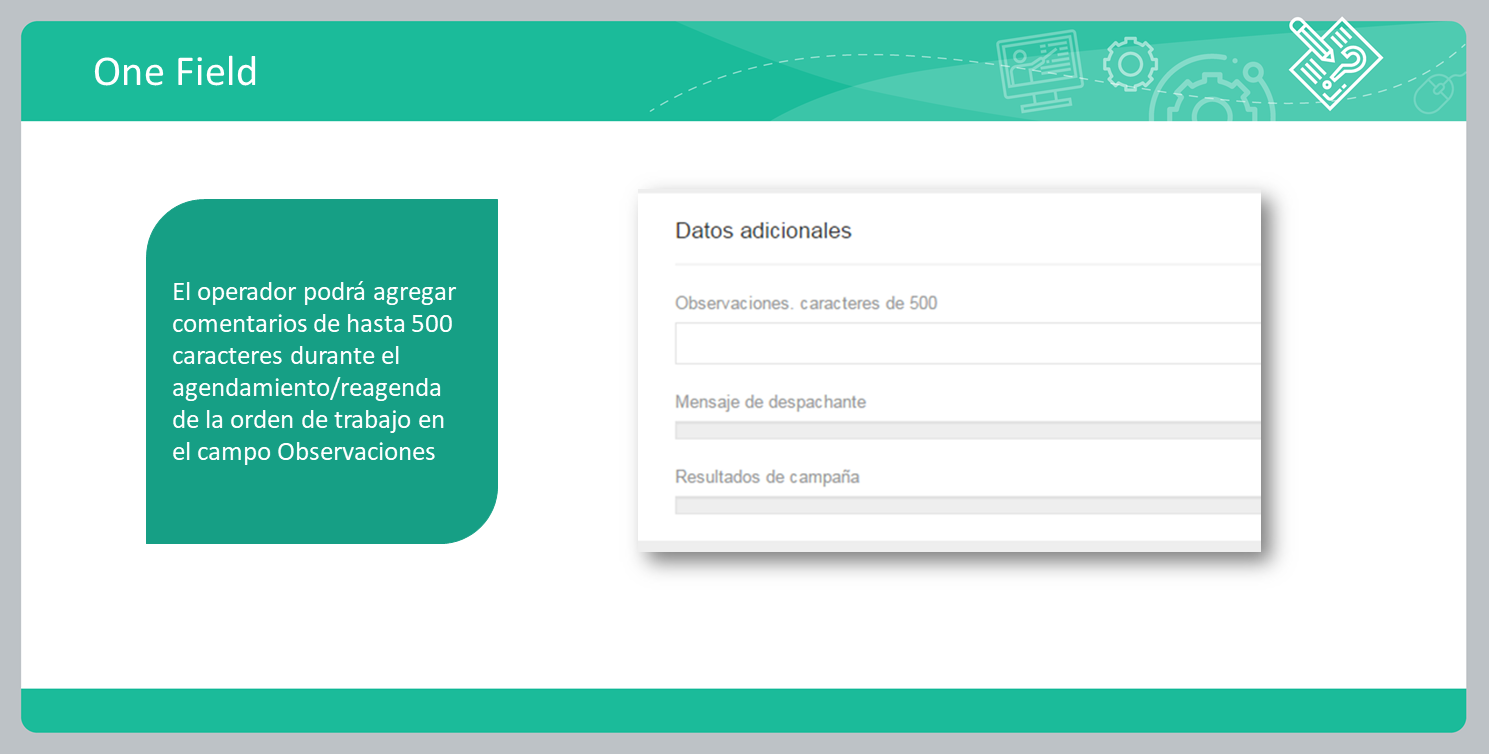 One Field
El operador podrá agregar
comentarios de hasta 500
caracteres durante el
agendamiento/reagenda
de la orden de trabajo en
el campo Observaciones
Datos adicionales
Observaciones. caracteres de 500
Mensaje de despachante
Resultados de campaña